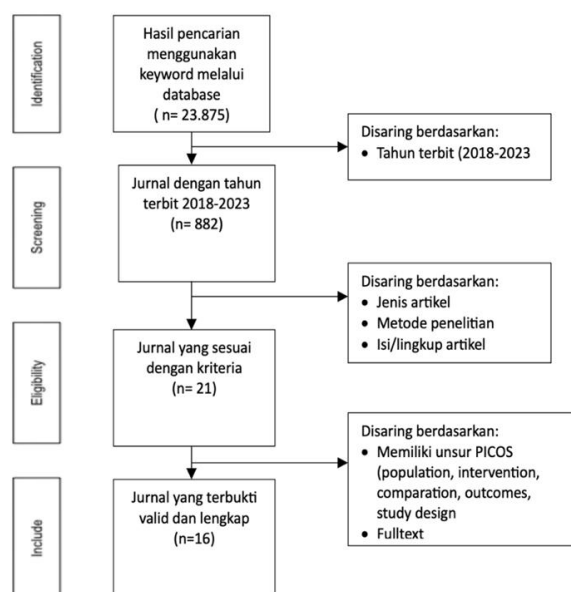 Identification
Hasil pencarian
menggunakan
keyword melalui
database
( n= 23.875)
Disaring berdasarkan:
• Tahun terbit (2018-2023
Screening
Jurnal dengan tahun
terbit 2018-2023
(n= 882)
Disaring berdasarkan:
• Jenis artikel
• Metode penelitian
• Isi/lingkup artikel
Eligibility
Jurnal yang sesuai
dengan kriteria
(n= 21)
Disaring berdasarkan:
• Memiliki unsur PICOS
(population, intervention,
comparation, outcomes,
study design
• Fulltext
Include
Jurnal yang terbukti
valid dan lengkap
(n=16)